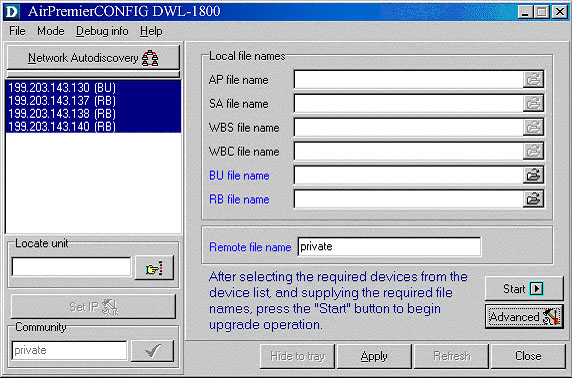 D AirPremierCONFIG DWL-1800
File Mode Debug info Help
Network Autodiscovery
199.203.143.130 (BU)
199.203.143.137 (RB)
199.203.143.138 (RB)
199.203.143.140 (RB)
Locate unit
Set IP
Community
private
Local file names
AP file name
SA file name
WBS file name
WBC file name
BU file name
RB file name
Remote file name private
After selecting the required devices from the
device list, and supplying the required file
names, press the "Start" button to begin
upgrade operation.
Start
Advanced
Hide to tray Apply Refresh Close